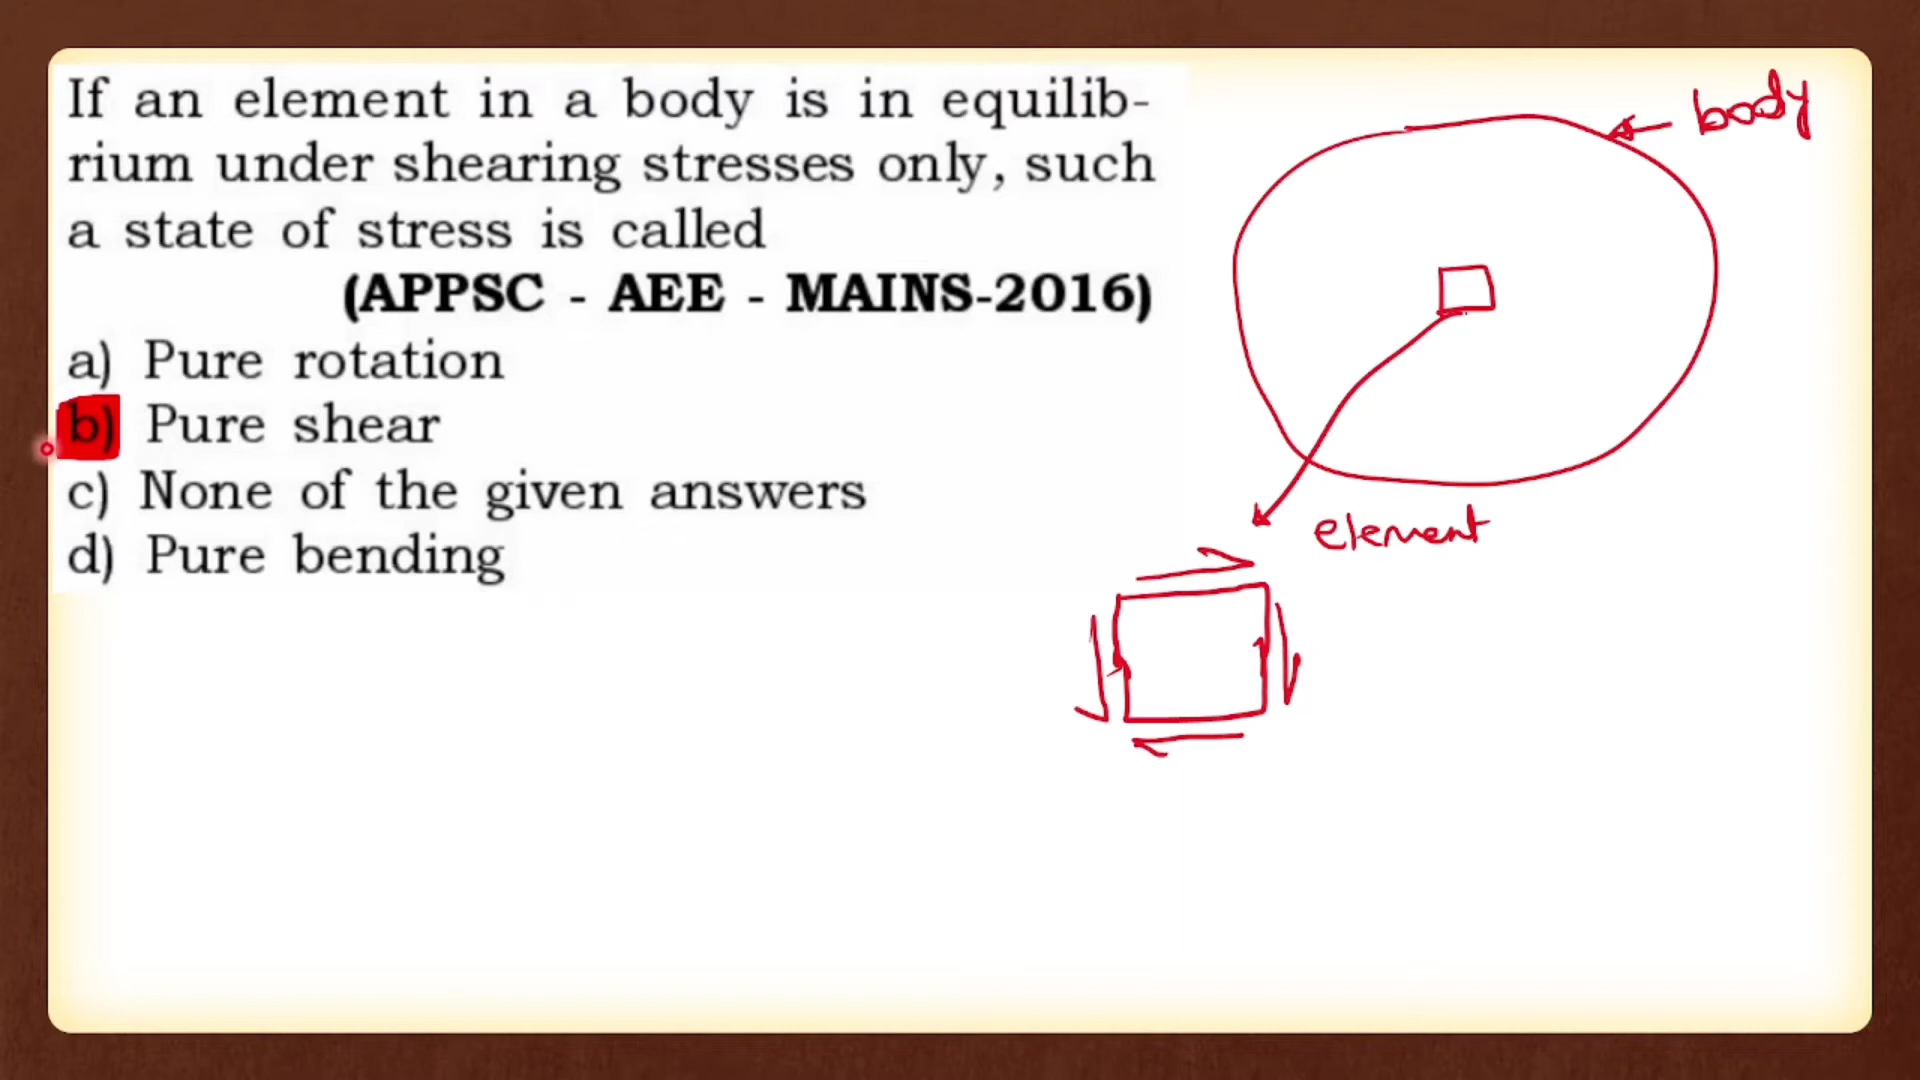 If an element in a body is in equilib-
rium under shearing stresses only, such
a state of stress is called
(APPSC - AEE - MAINS-2016)
a) Pure rotation
b) Pure shear
c) None of the given answers
d) Pure bending
body
element